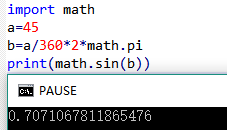 import math
a=45
b=a/360*2*math.pi
print(math.sin(b))
C:\. PAUSE
0.7071067811865476